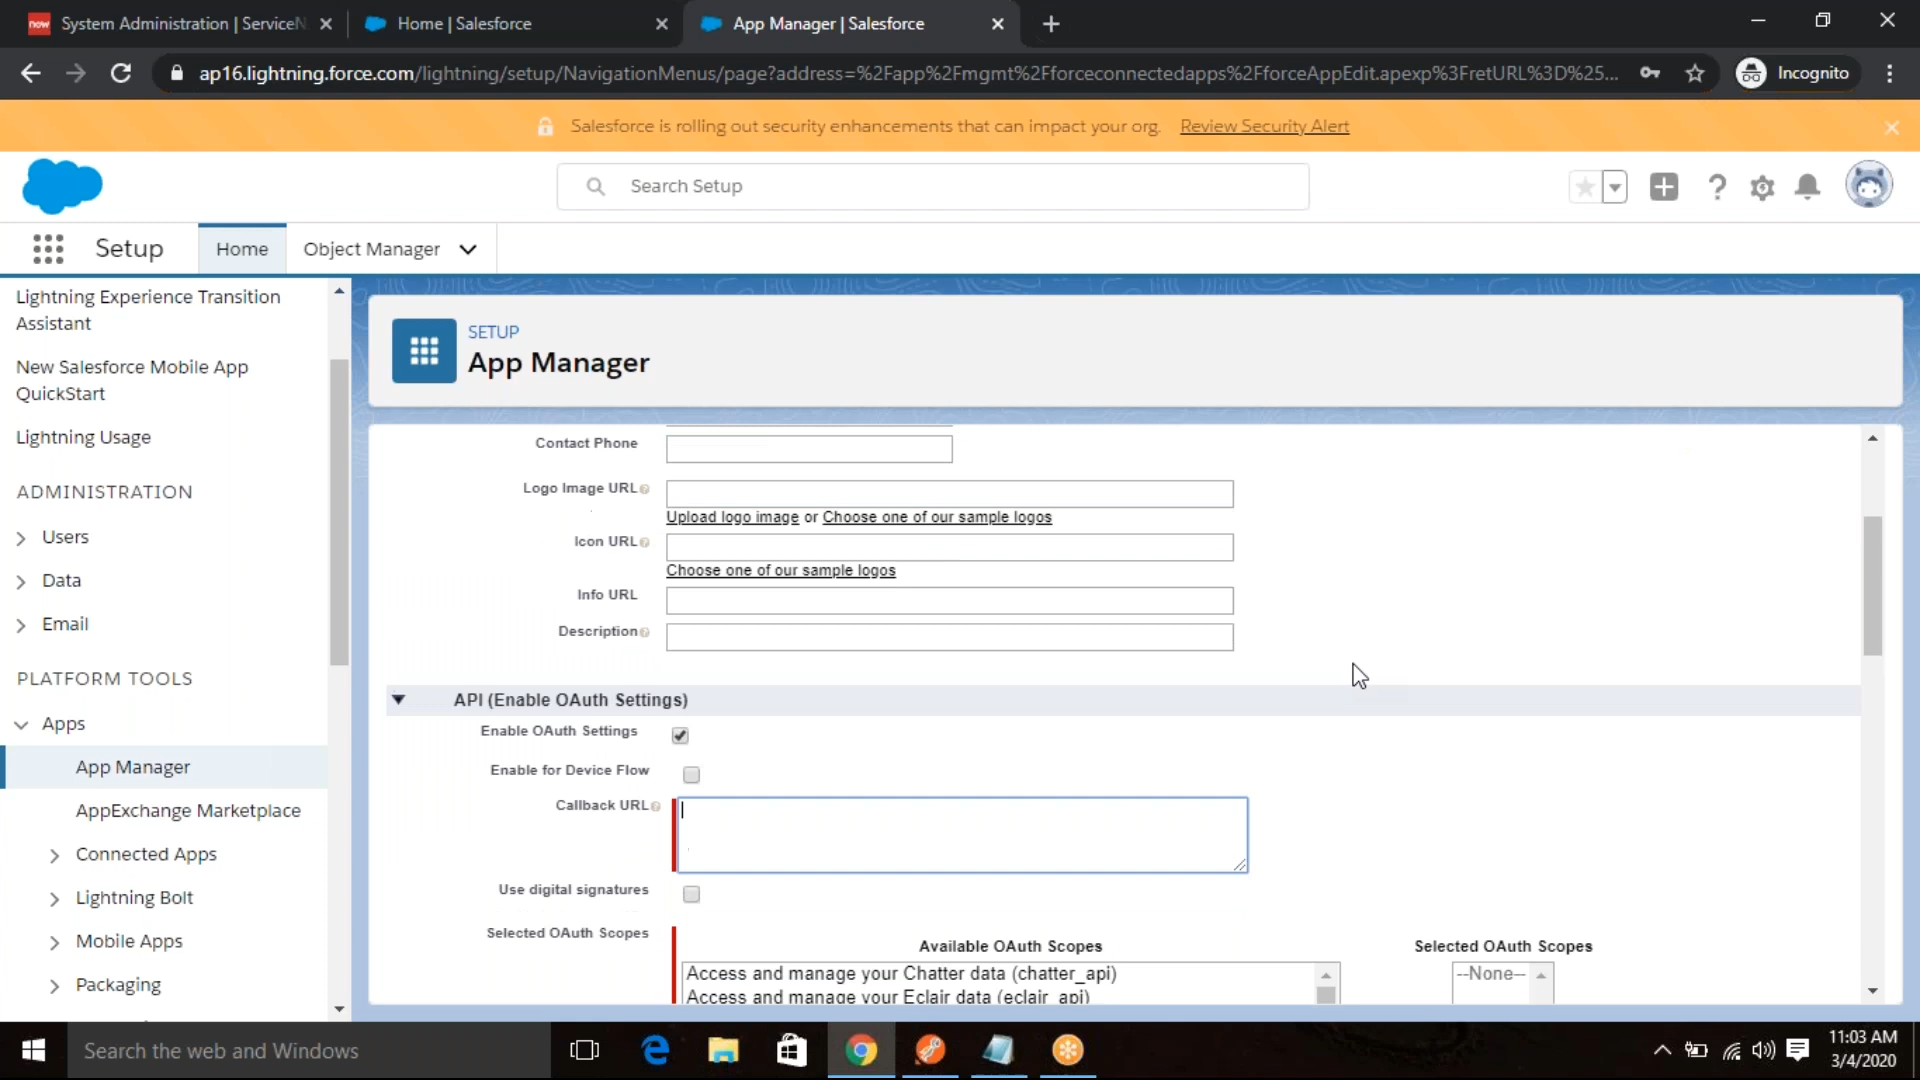 now System Administration | ServiceN
Home | Salesforce
App Manager | Salesforce
ap16.lightning.force.com/lightning/setup/NavigationMenus/page?address=%2Fapp%2Fmgmt%2Fforceconnectedapps%2FforceAppEdit.apexp%3FretURL%3D%25...
Incognito
Salesforce is rolling out security enhancements that can impact your org. Review Security Alert
Search Setup
Setup
Home
Object Manager
Lightning Experience Transition
Assistant
New Salesforce Mobile App
QuickStart
Lightning Usage
ADMINISTRATION
Users
Data
Email
PLATFORM TOOLS
Apps
App Manager
AppExchange Marketplace
Connected Apps
Lightning Bolt
Mobile Apps
Packaging
SETUP
App Manager
Contact Phone
Logo Image URL
Upload logo image or Choose one of our sample logos
Icon URL
Choose one of our sample logos
Info URL
Description
API (Enable OAuth Settings)
Enable OAuth Settings
Enable for Device Flow
Callback URL
Use digital signatures
Selected OAuth Scopes
Available OAuth Scopes
Selected OAuth Scopes
Access and manage your Chatter data (chatter_api)
--None--
Access and manage your Eclair data (eclair_api)
Search the web and Windows
11:03 AM
3/4/2020